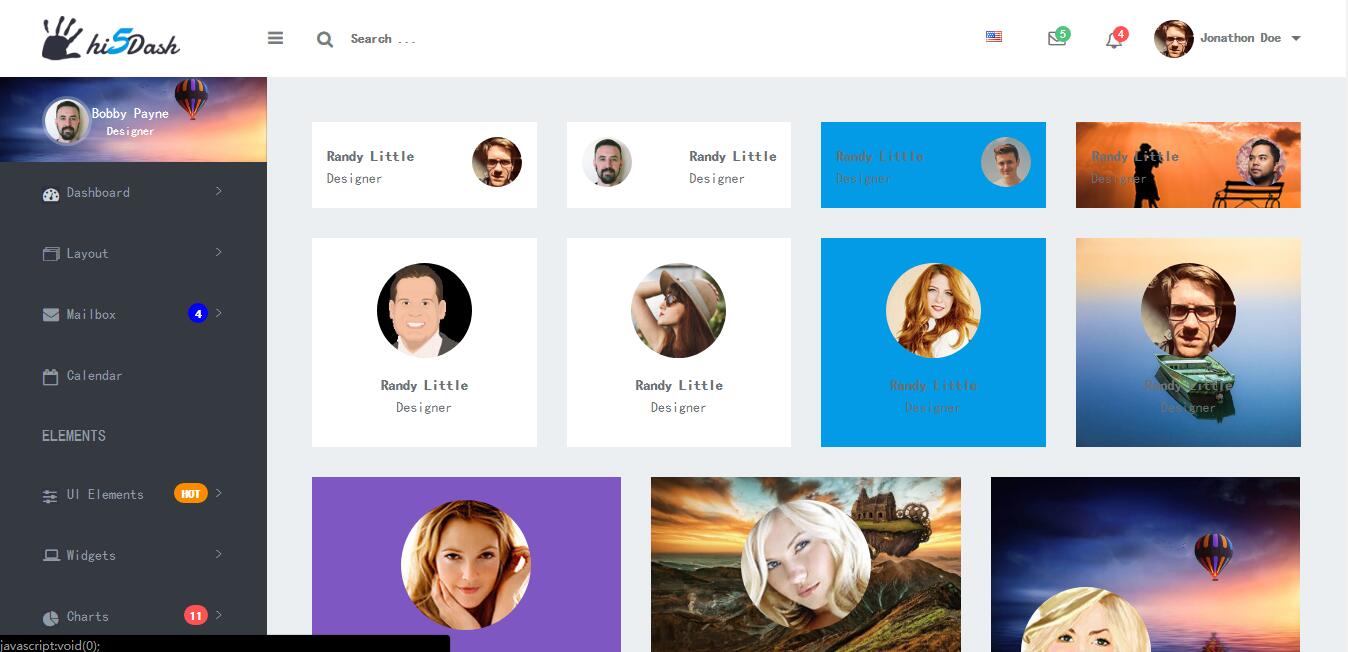 hi5Dash
Search ...
5
4
Jonathon Doe
Bobby Payne
Designer
Dashboard
Layout
Mailbox
4
Calendar
ELEMENTS
UI Elements
HOT
Widgets
Charts
11
Randy Little
Designer
Randy Little
Designer
Randy Little
Designer
Randy Little
Designer
Randy Little
Designer
Randy Little
Designer
Randy Little
Designer
Randy Little
Designer
javascript:void(0);